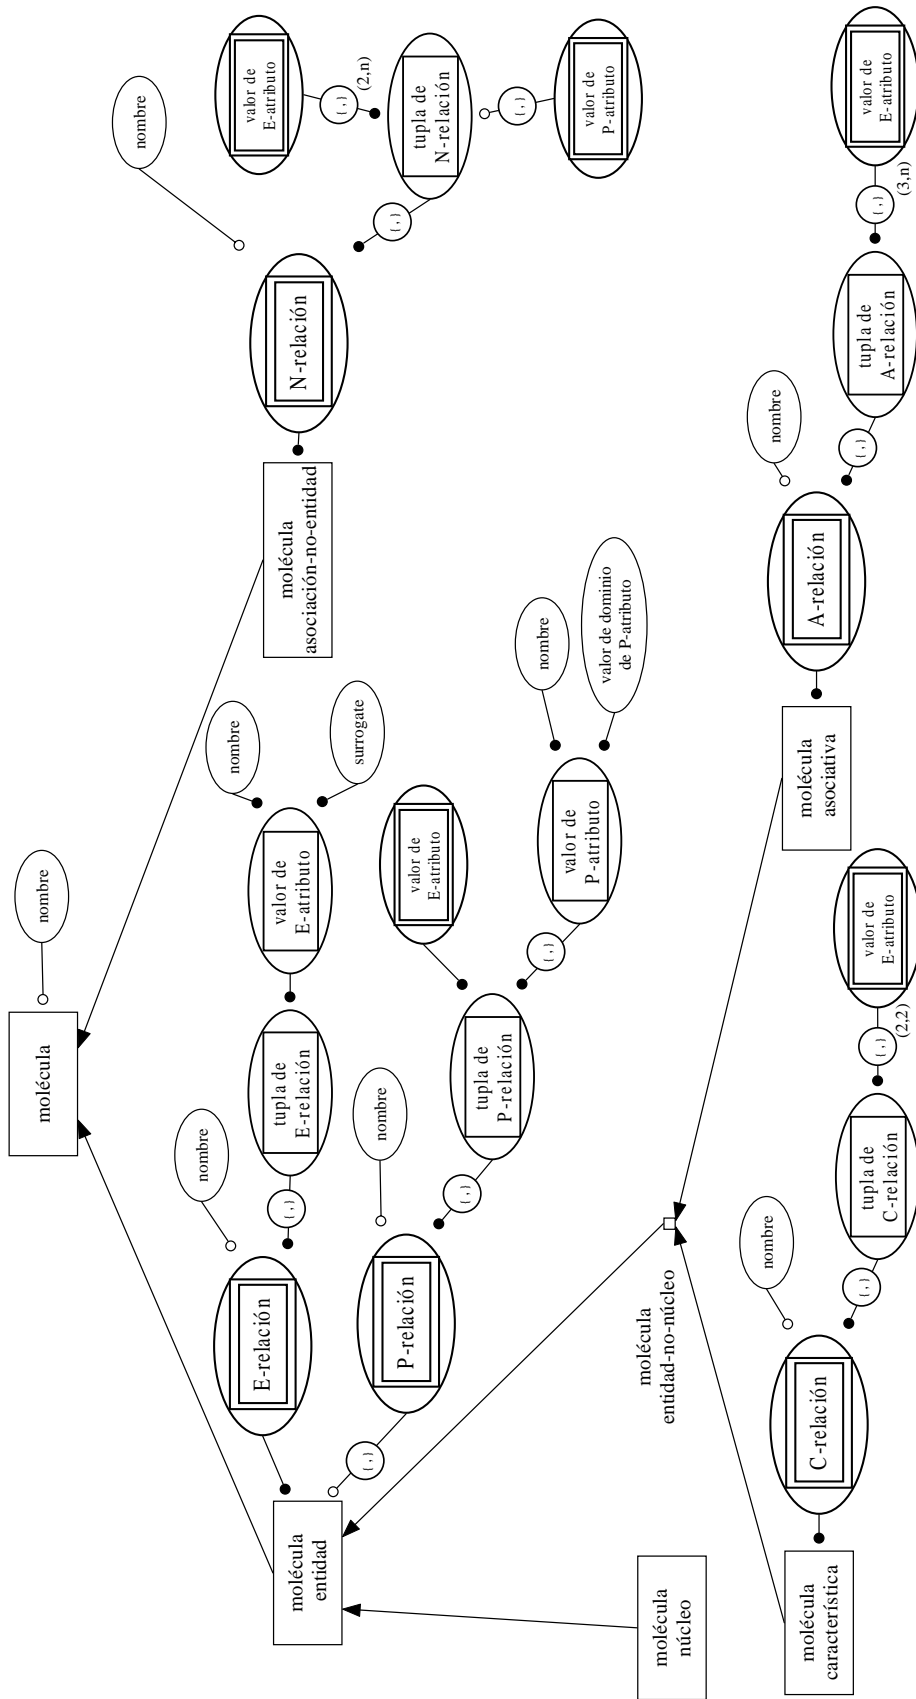 molécula
nombre
nombre
nombre
nombre
E-relación
{ , }
tupla de
E-relación
valor de
E-atributo
surrogate
molécula
asociación-no-entidad
N-relación
{ , }
valor de
E-atributo
{ , }
(2,n)
tupla de
N-relación
{ , }
valor de
P-atributo
molécula
entidad
{ , }
P-relación
nombre
{ , }
tupla de
P-relación
valor de
E-atributo
{ , }
valor de
P-atributo
nombre
valor de dominio
de P-atributo
molécula
núcleo
molécula
entidad-no-núcleo
molécula
característica
C-relación
nombre
{ , }
tupla de
C-relación
{ , }
(2,2)
valor de
E-atributo
molécula
asociativa
A-relación
nombre
{ , }
tupla de
A-relación
{ , }
(3,n)
valor de
E-atributo